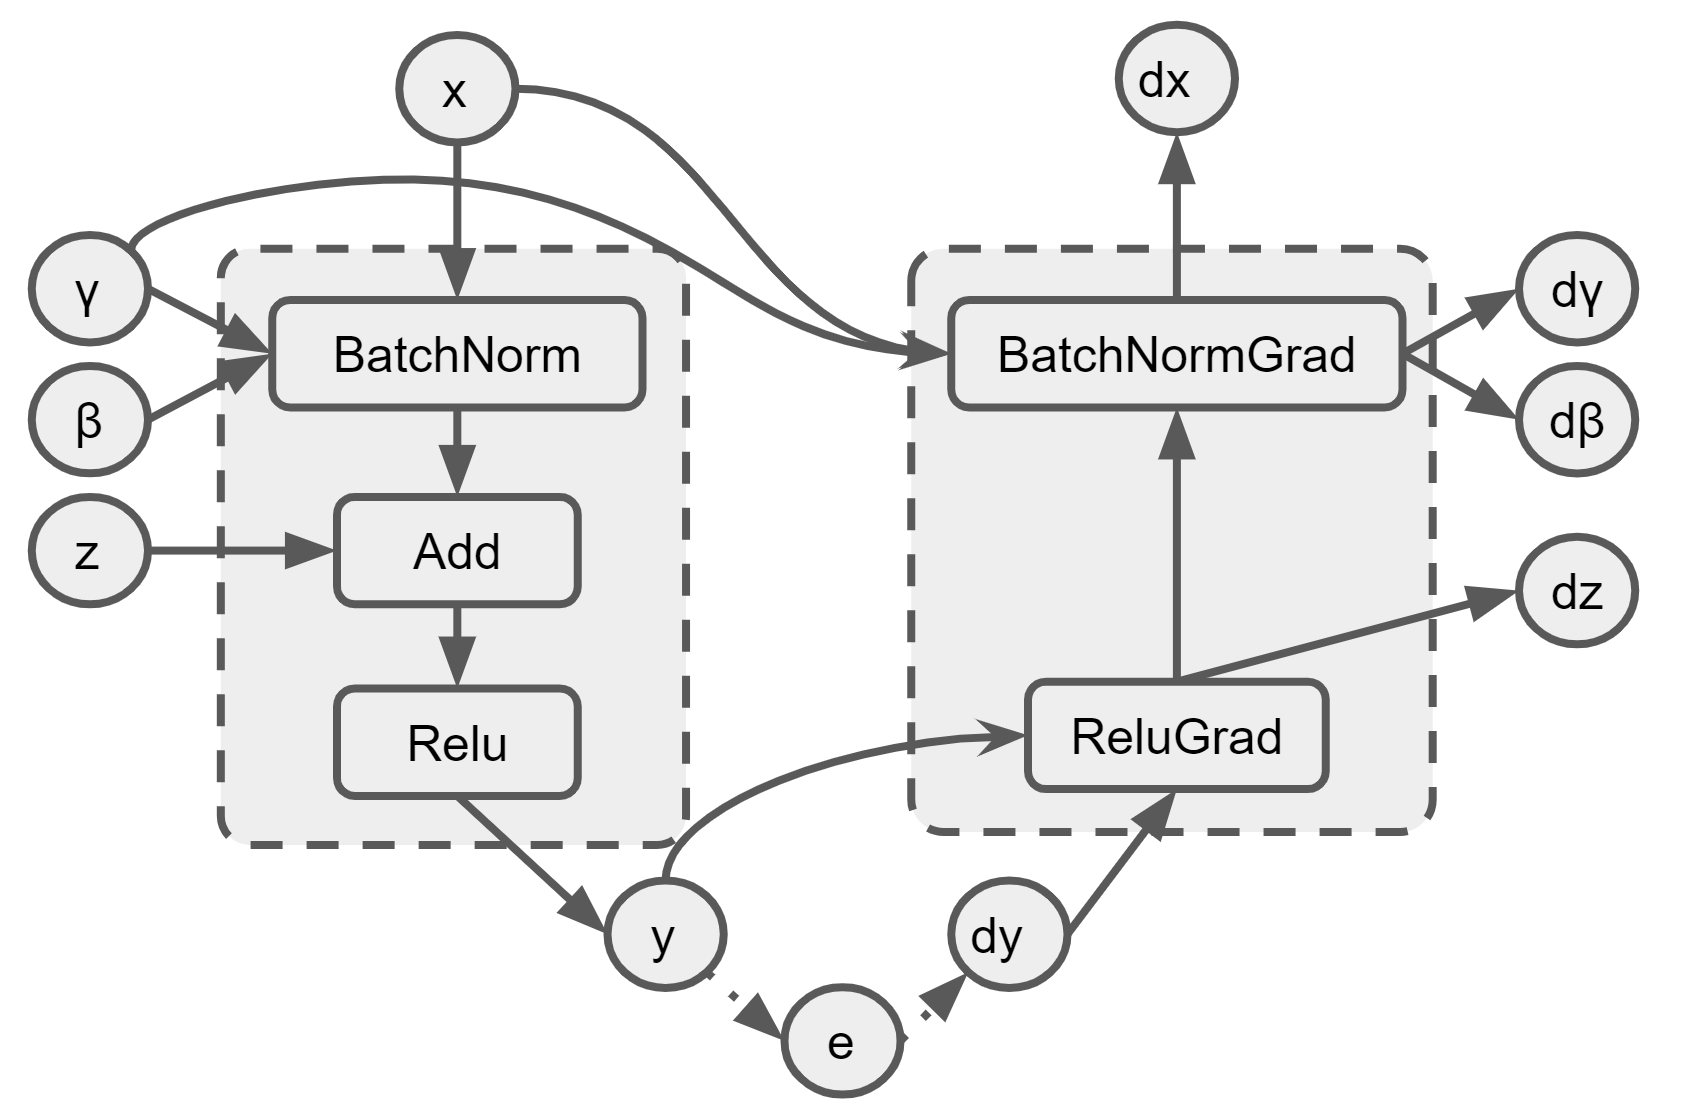 x
dx
γ
dγ
BatchNorm
BatchNormGrad
β
dβ
z
Add
dz
Relu
ReluGrad
y
dy
e